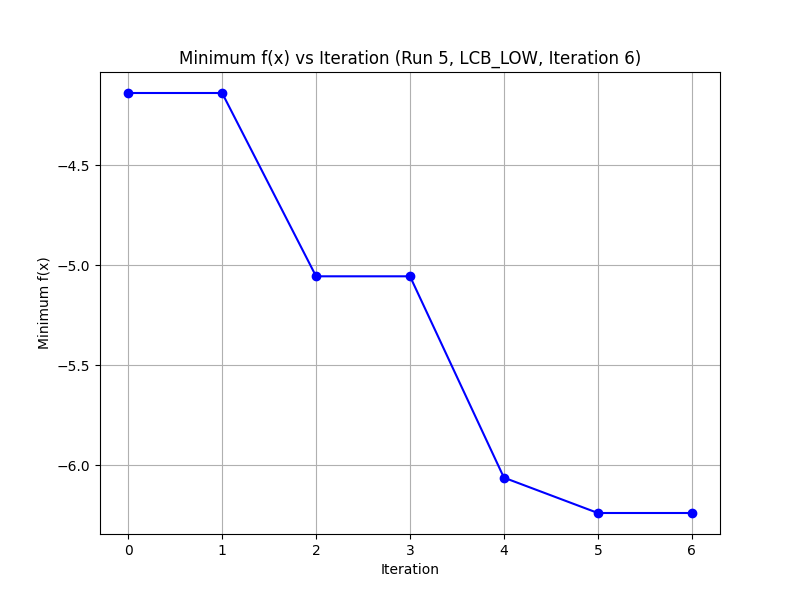 Minimum f(x) vs Iteration (Run 5, LCB_LOW, Iteration 6)
−4.5
−5.0
−5.5
−6.0
Minimum f(x)
0 1 2 3 4 5 6
Iteration